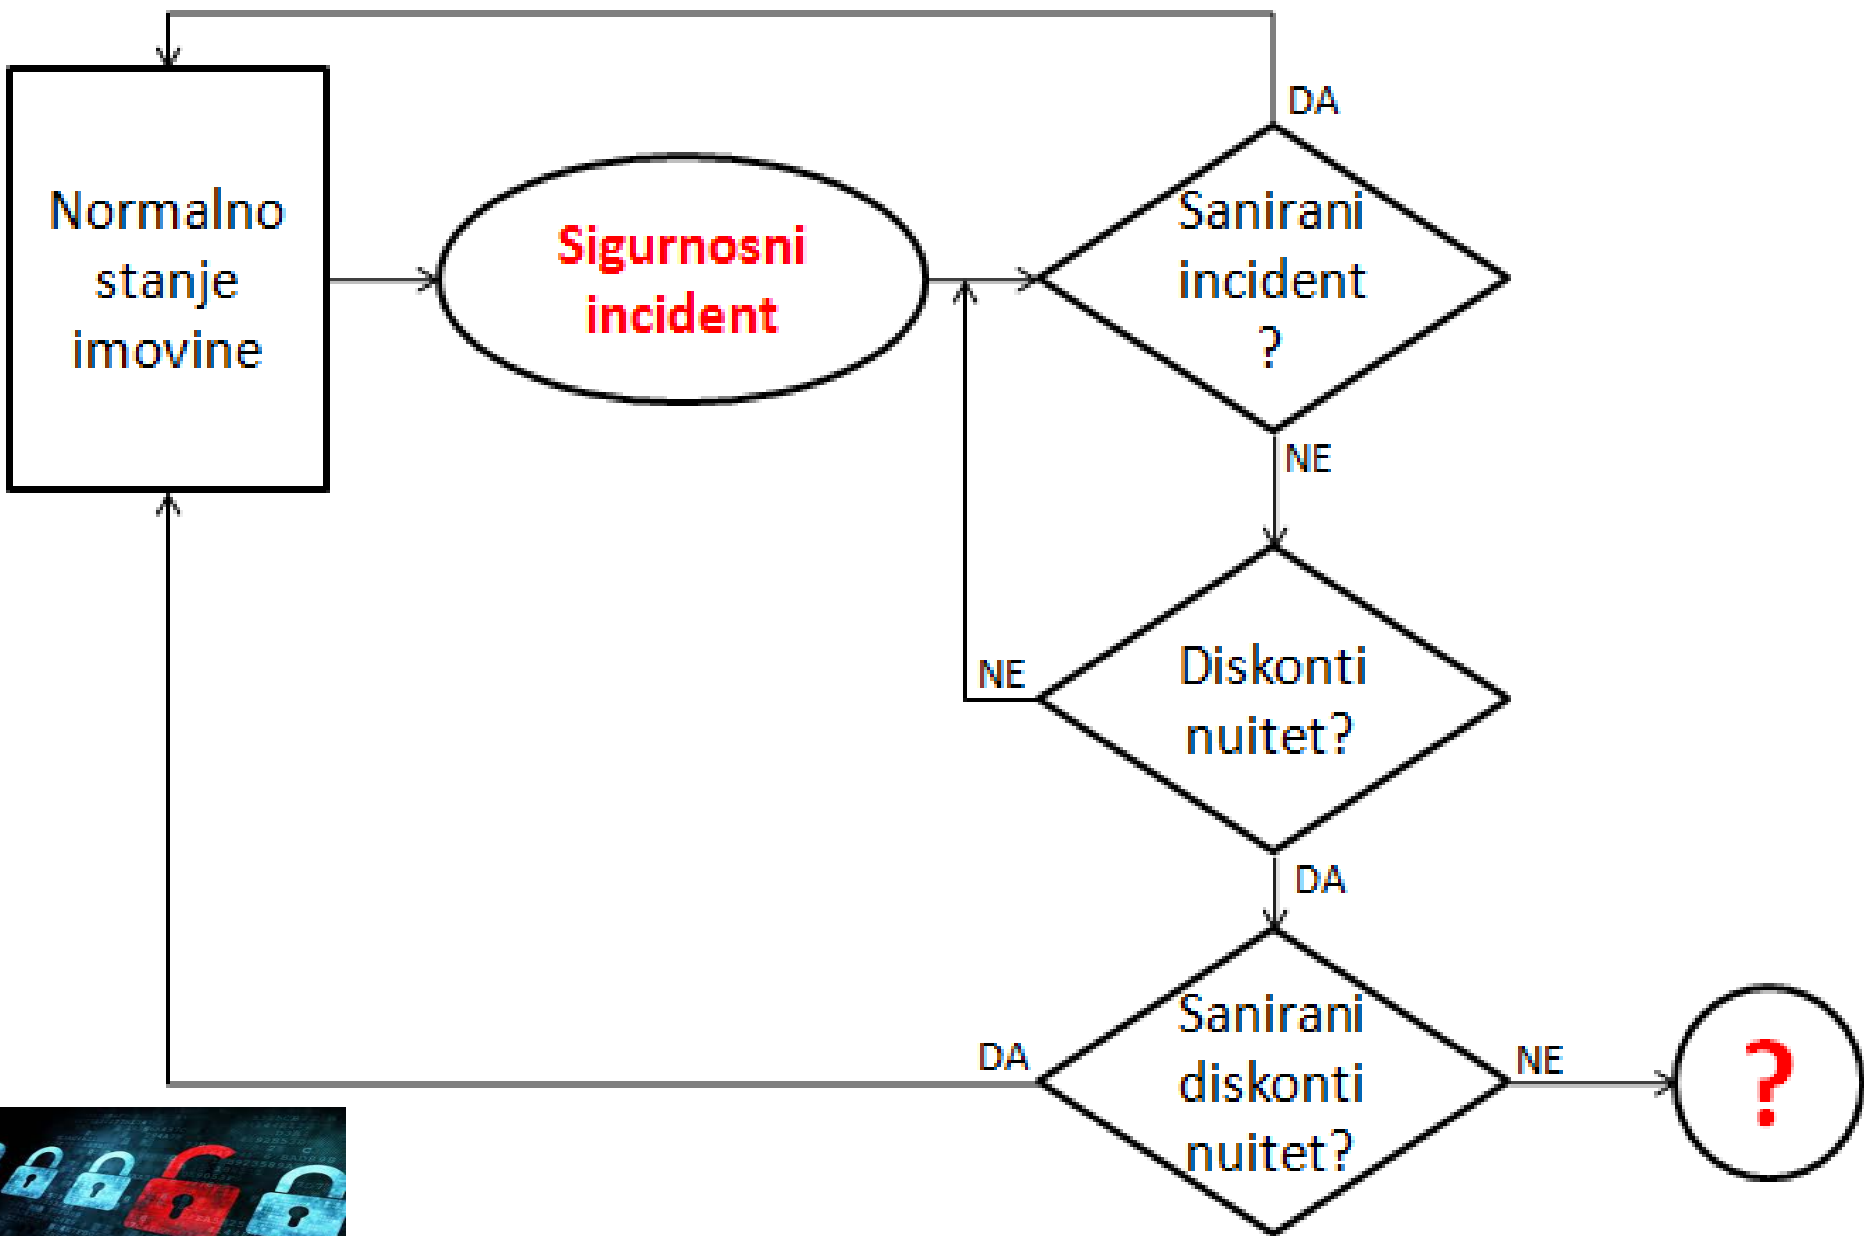 Normalno
stanje
imovine
Sigurnosni
incident
DA
Sanirani
incident
?
NE
Diskonti
nuitet?
NE
DA
Sanirani
diskonti
nuitet?
DA
NE
?